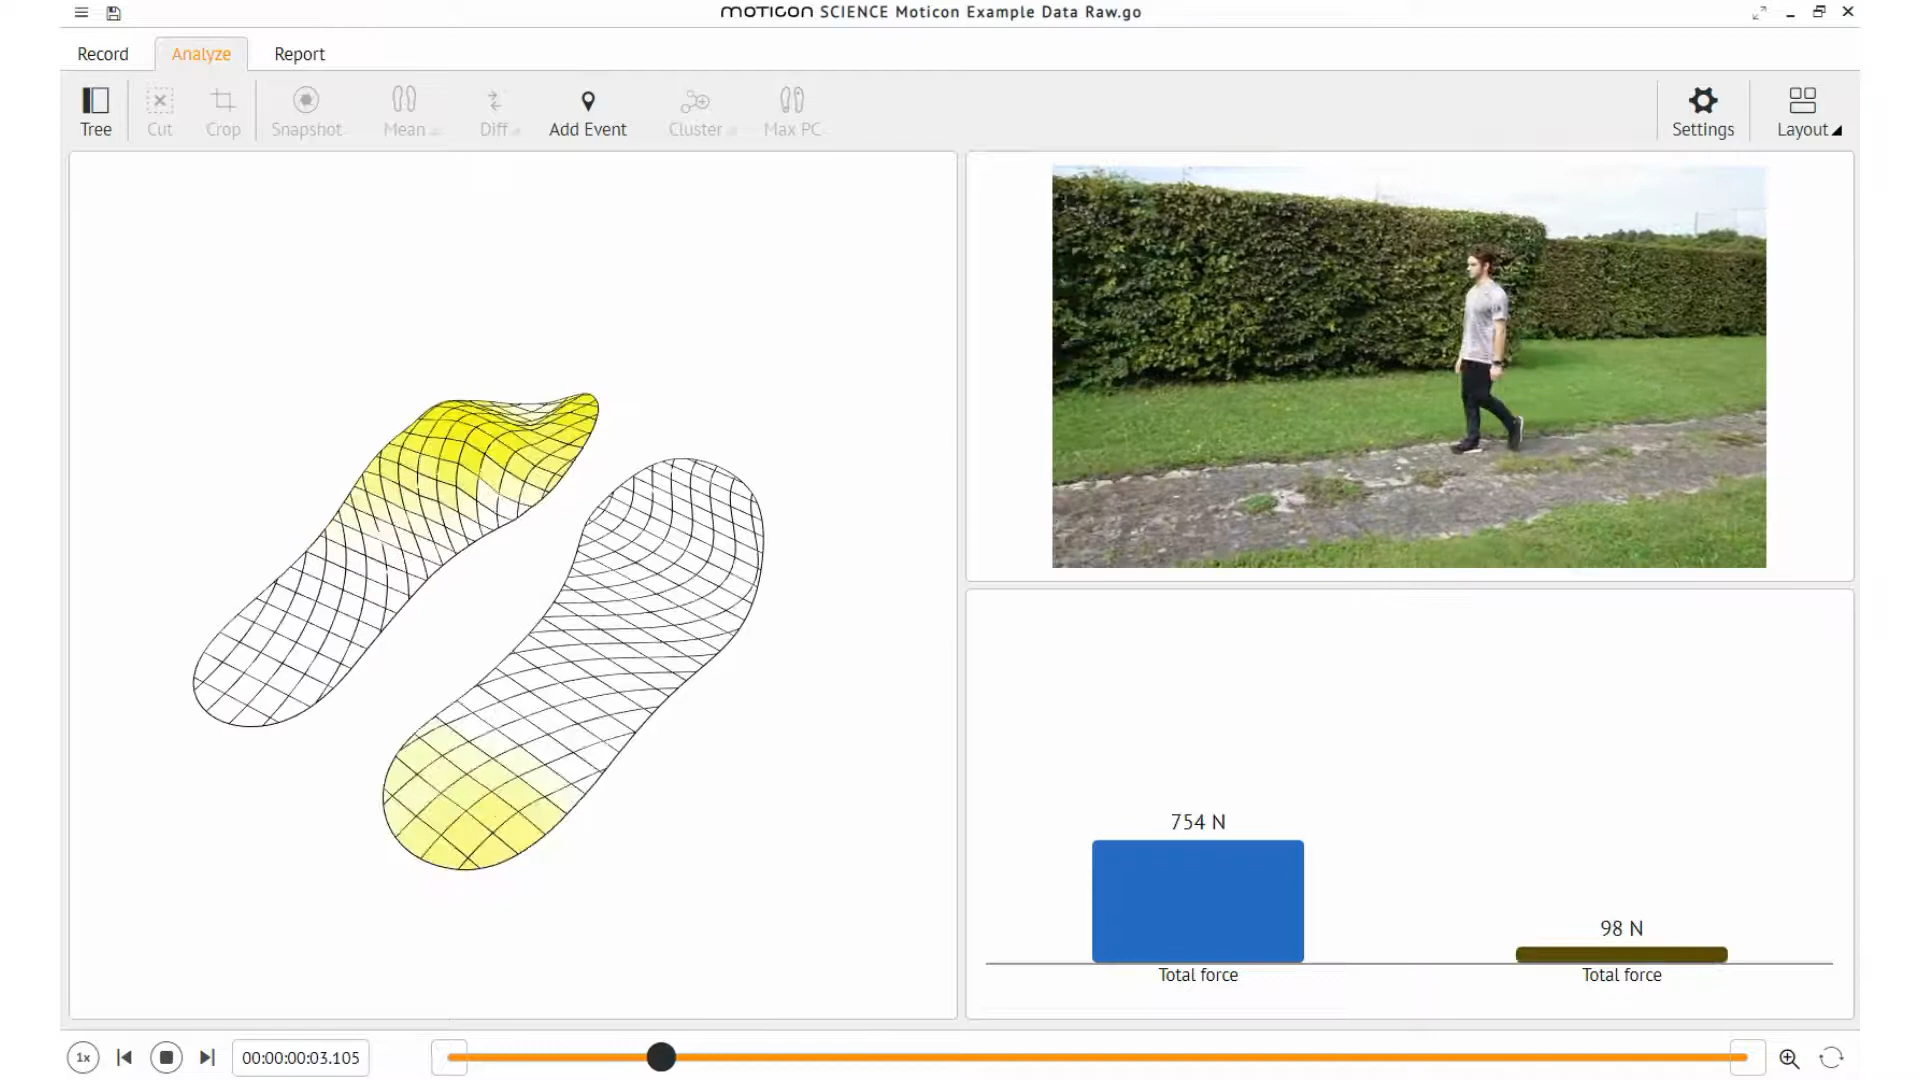 moticon SCIENCE Moticon Example Data Raw.go
Record Analyze Report
Tree Cut Crop Snapshot Mean Diff Add Event Cluster Max PC Settings Layout
754 N
98 N
Total force Total force
1x 00:00:00:03.105